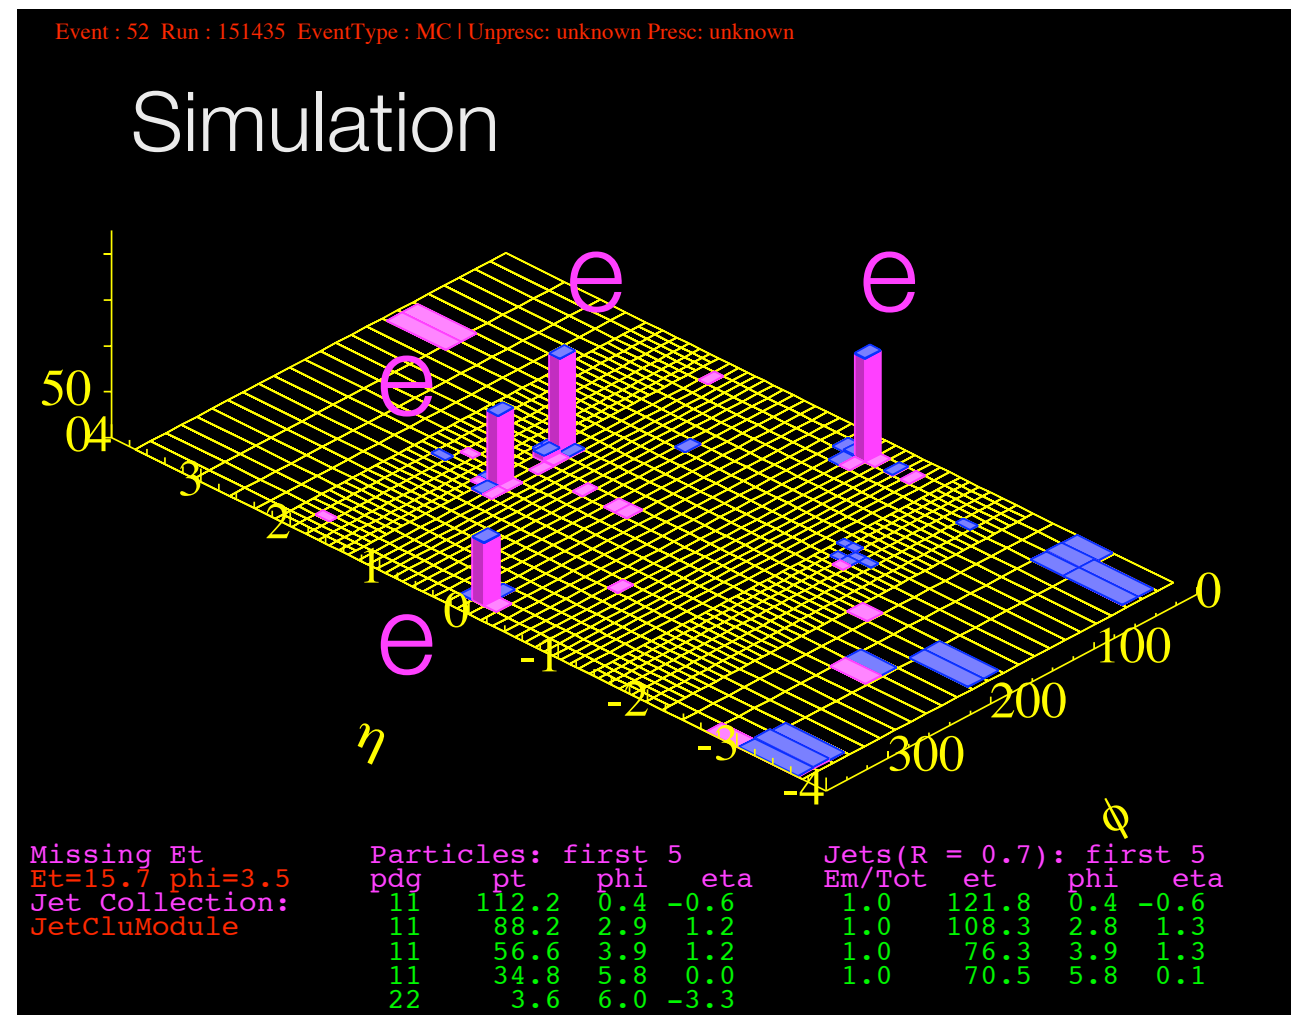 Event : 52 Run : 151435 EventType : MC | Unpresc: unknown Presc: unknown
Simulation
e e
e
50
04
3
2
1
0
-1
-2
-3
-4
0
100
200
300
e
η
ϕ
Missing Et Particles: first 5 Jets(R = 0.7): first 5
Et=15.7 phi=3.5 pdg pt phi eta Em/Tot et phi eta
Jet Collection: 11 112.2 0.4 -0.6 1.0 121.8 0.4 -0.6
JetCluModule 11 88.2 2.9 1.2 1.0 108.3 2.8 1.3
11 56.6 3.9 1.2 1.0 76.3 3.9 1.3
11 34.8 5.8 0.0 1.0 70.5 5.8 0.1
22 3.6 6.0 -3.3